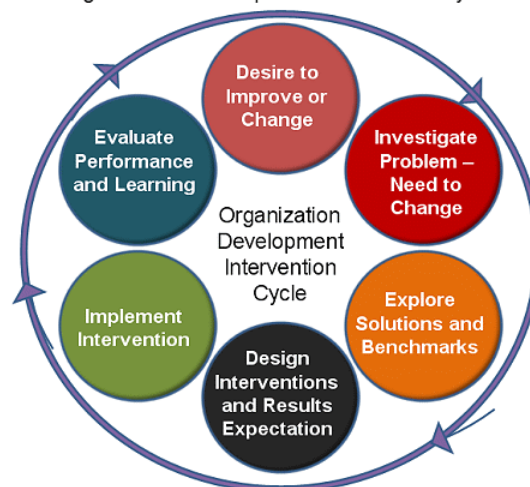 Desire to
Improve or
Change
Investigate
Problem –
Need to
Change
Explore
Solutions and
Benchmarks
Design
Interventions
and Results
Expectation
Implement
Intervention
Evaluate
Performance
and Learning
Organization
Development
Intervention
Cycle